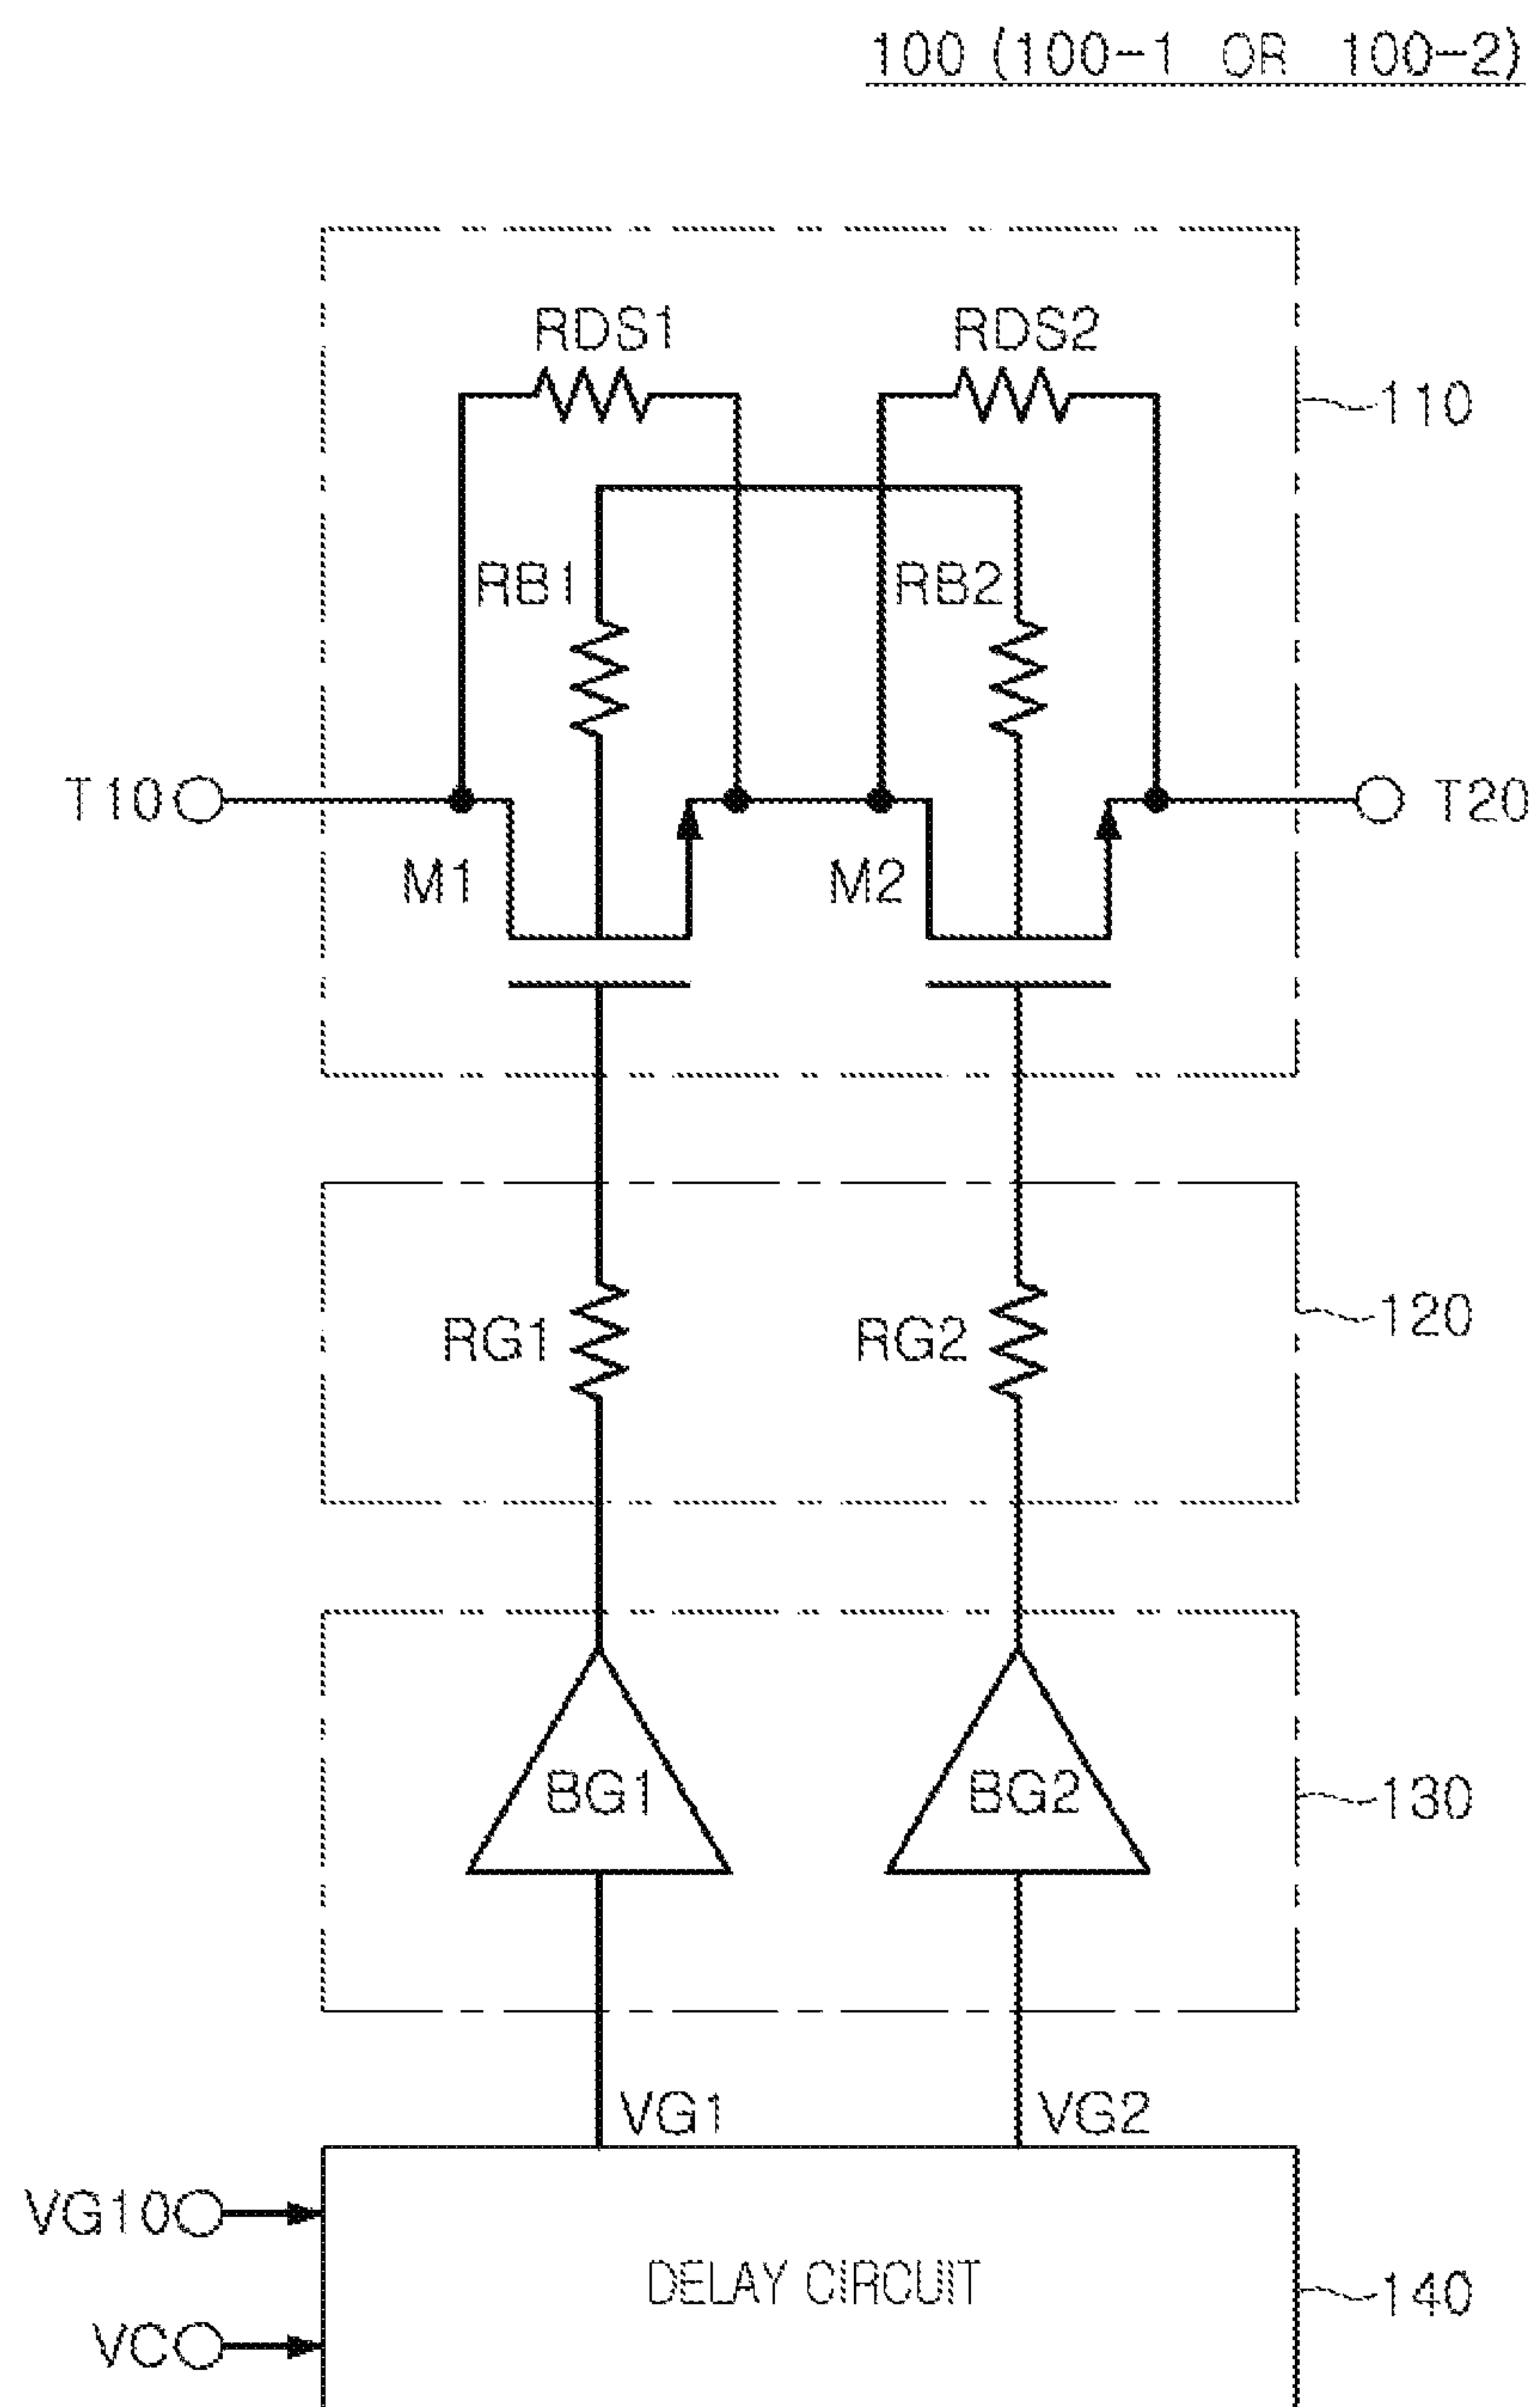 100 (100-1 OR 100-2)
RDS1 RDS2
110
RB1 RB2
T10 T20
M1 M2
RG1 RG2 120
BG1 BG2 130
VG1 VG2
VG10
DELAY CIRCUIT 140
VC